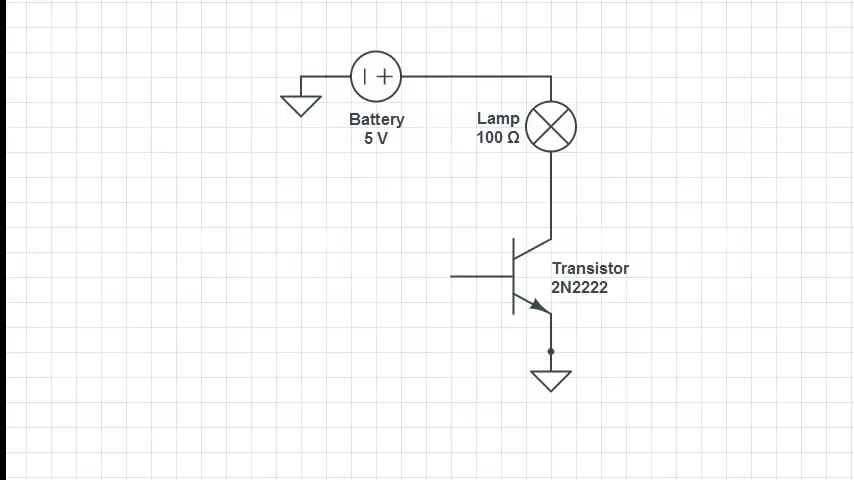 Battery
5 V
Lamp
100 Ω
Transistor
2N2222